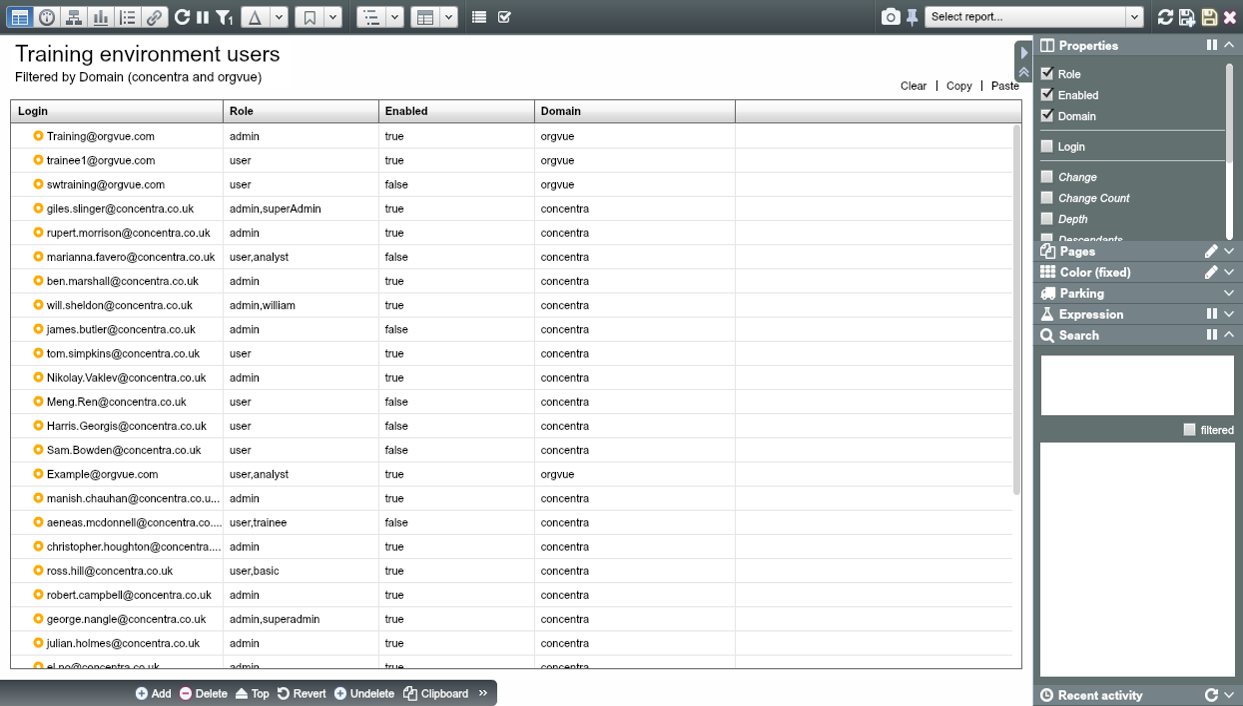 Select report...
Training environment users
Filtered by Domain (concentra and orgvue)
Clear | Copy | Paste
Login Role Enabled Domain
Training@orgvue.com admin true orgvue
trainee1@orgvue.com user true orgvue
swtraining@orgvue.com user false orgvue
giles.slinger@concentra.co.uk admin,superAdmin true concentra
rupert.morrison@concentra.co.uk admin true concentra
marianna.favero@concentra.co.uk user,analyst false concentra
ben.marshall@concentra.co.uk admin true concentra
will.sheldon@concentra.co.uk admin,william true concentra
james.butler@concentra.co.uk admin false concentra
tom.simpkins@concentra.co.uk user true concentra
Nikolay.Vaklev@concentra.co.uk admin true concentra
Meng.Ren@concentra.co.uk user false concentra
Harris.Georgis@concentra.co.uk user false concentra
Sam.Bowden@concentra.co.uk user false concentra
Example@orgvue.com user,analyst true orgvue
manish.chauhan@concentra.co.u... admin true concentra
aeneas.mcdonnell@concentra.co.... user,trainee false concentra
christopher.houghton@concentra.... admin true concentra
ross.hill@concentra.co.uk user,basic true concentra
robert.campbell@concentra.co.uk admin true concentra
george.nangle@concentra.co.uk admin,superadmin true concentra
julian.holmes@concentra.co.uk admin true concentra
el.no@concentra.co.uk admin true concentra
Add Delete Top Revert Undelete Clipboard »
Properties
Role
Enabled
Domain
Login
Change
Change Count
Depth
Descendants
Pages
Color (fixed)
Parking
Expression
Search
filtered
Recent activity